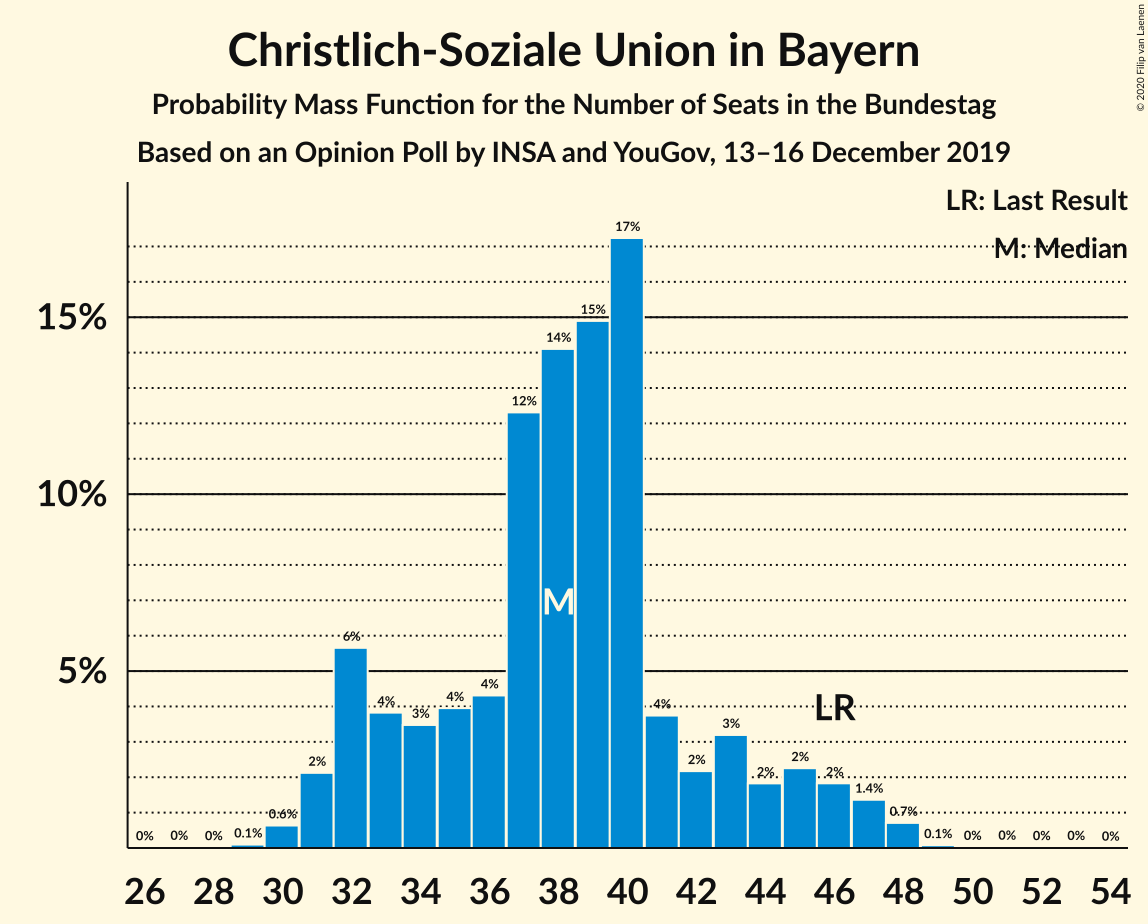 Christlich-Soziale Union in Bayern
Probability Mass Function for the Number of Seats in the Bundestag
Based on an Opinion Poll by INSA and YouGov, 13–16 December 2019
© 2020 Filip van Laenen
LR: Last Result
M: Median
15%
10%
5%
0% 0% 0% 0.1% 0.6% 2% 6% 4% 3% 4% 4% 12% 14% 15% 17% 4% 2% 3% 2% 2% 2% 1.4% 0.7% 0.1% 0% 0% 0% 0% 0%
M
LR
26 28 30 32 34 36 38 40 42 44 46 48 50 52 54